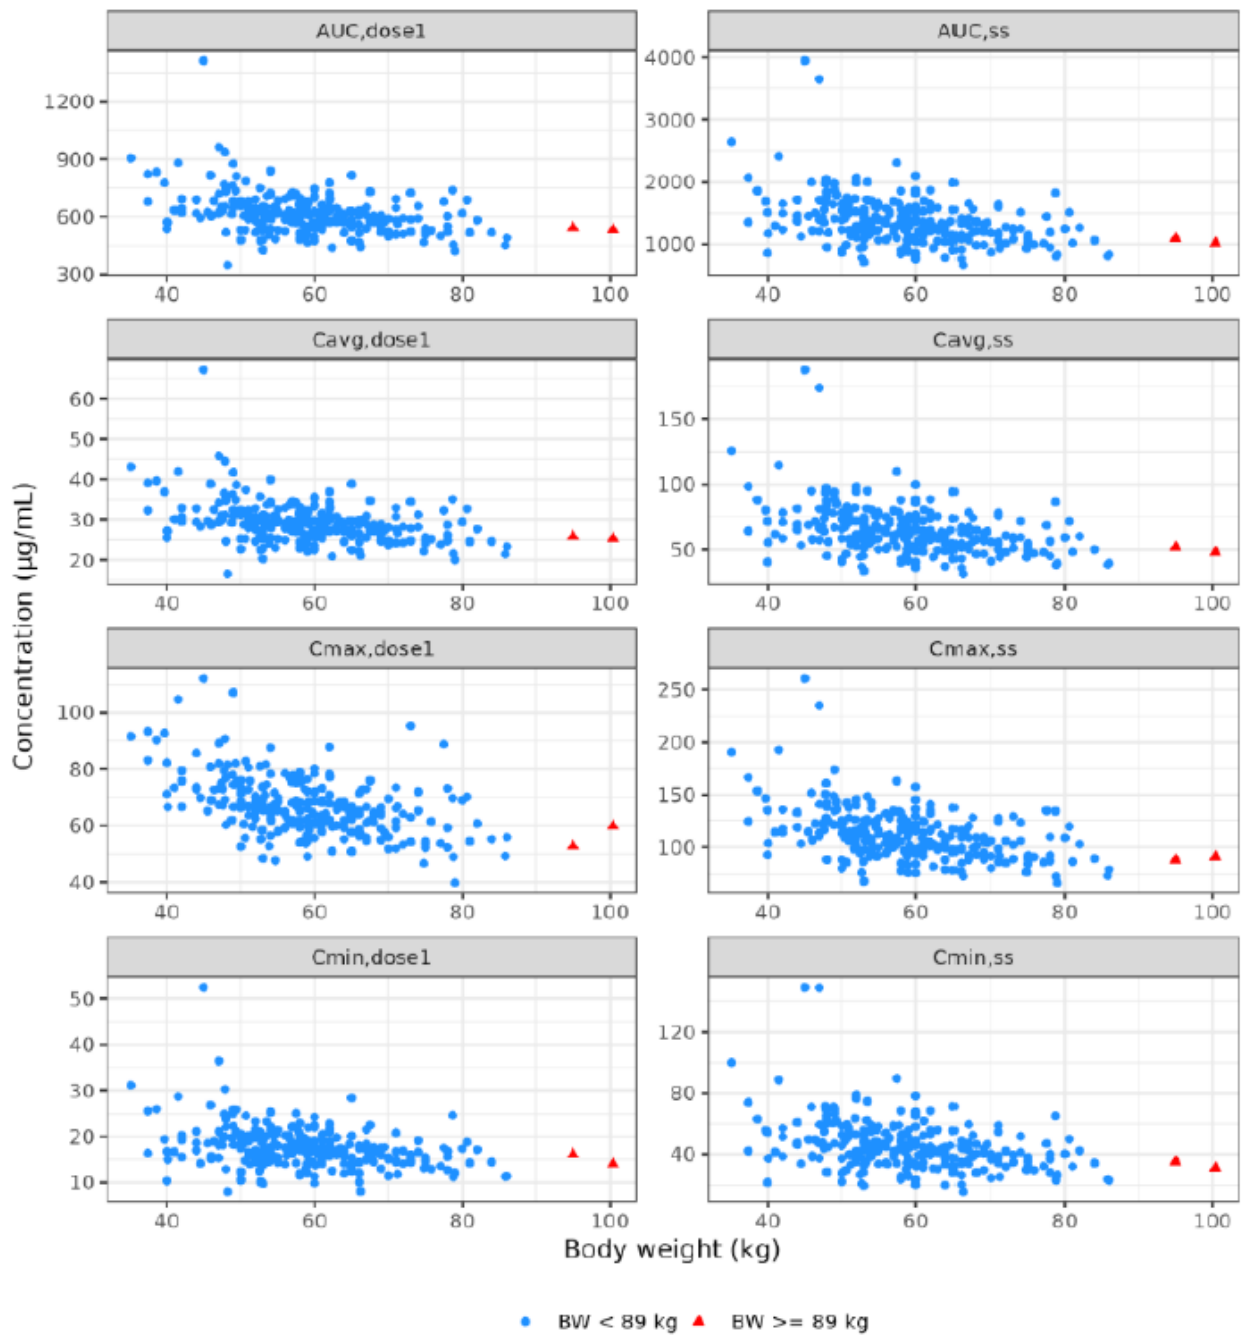 AUC,dose1
AUC,ss
1200
900
600
300
40 60 80 100
4000
3000
2000
1000
40 60 80 100
Cavg,dose1
Cavg,ss
60
50
40
30
20
40 60 80 100
150
100
50
40 60 80 100
Cmax,dose1
Cmax,ss
100
80
60
40
40 60 80 100
250
200
150
100
40 60 80 100
Cmin,dose1
Cmin,ss
50
40
30
20
10
40 60 80 100
120
80
40
40 60 80 100
Concentration (µg/mL)
Body weight (kg)
BW < 89 kg BW >= 89 kg